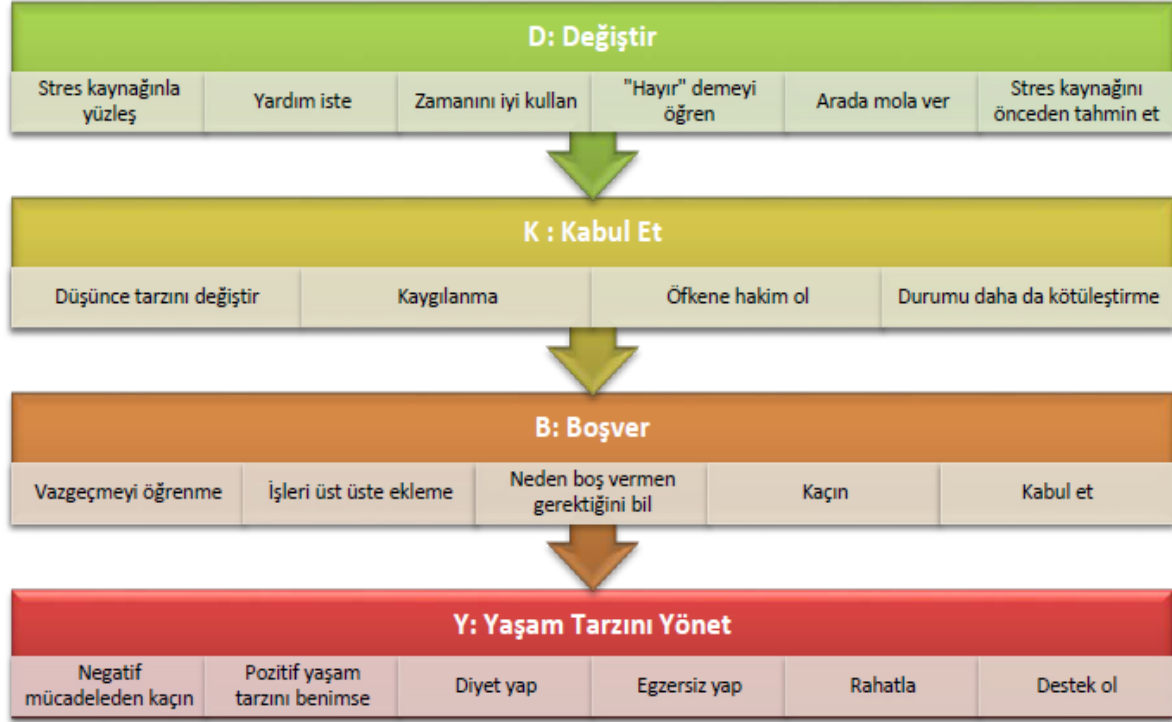 D: Değiştir
Stres kaynağınla
yüzleş
Yardım iste
Zamanını iyi kullan
"Hayır" demeyi
öğren
Arada mola ver
Stres kaynağını
önceden tahmin et
K : Kabul Et
Düşünce tarzını değiştir
Kaygılanma
Öfkene hakim ol
Durumu daha da kötüleştirme
B: Boşver
Vazgeçmeyi öğrenme
İşleri üst üste ekleme
Neden boş vermen
gerektiğini bil
Kaçın
Kabul et
Y: Yaşam Tarzını Yönet
Negatif
mücadeleden kaçın
Pozitif yaşam
tarzını benimse
Diyet yap
Egzersiz yap
Rahatla
Destek ol